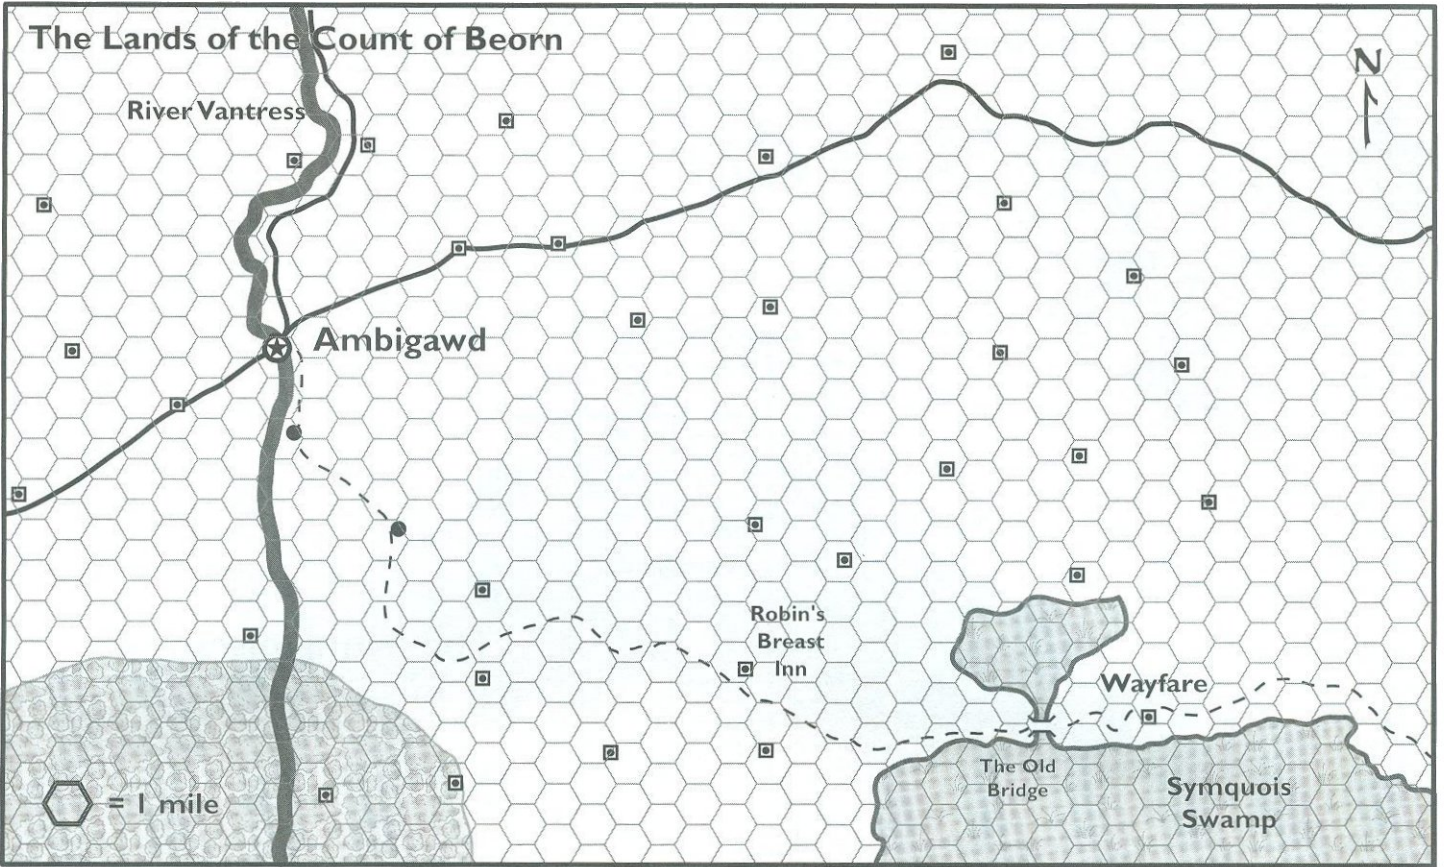 The Lands of the Count of Beorn
N
River Vantress
Ambigawd
Robin's
Breast
Inn
Wayfare
The Old
Bridge
Symquois
Swamp
= 1 mile